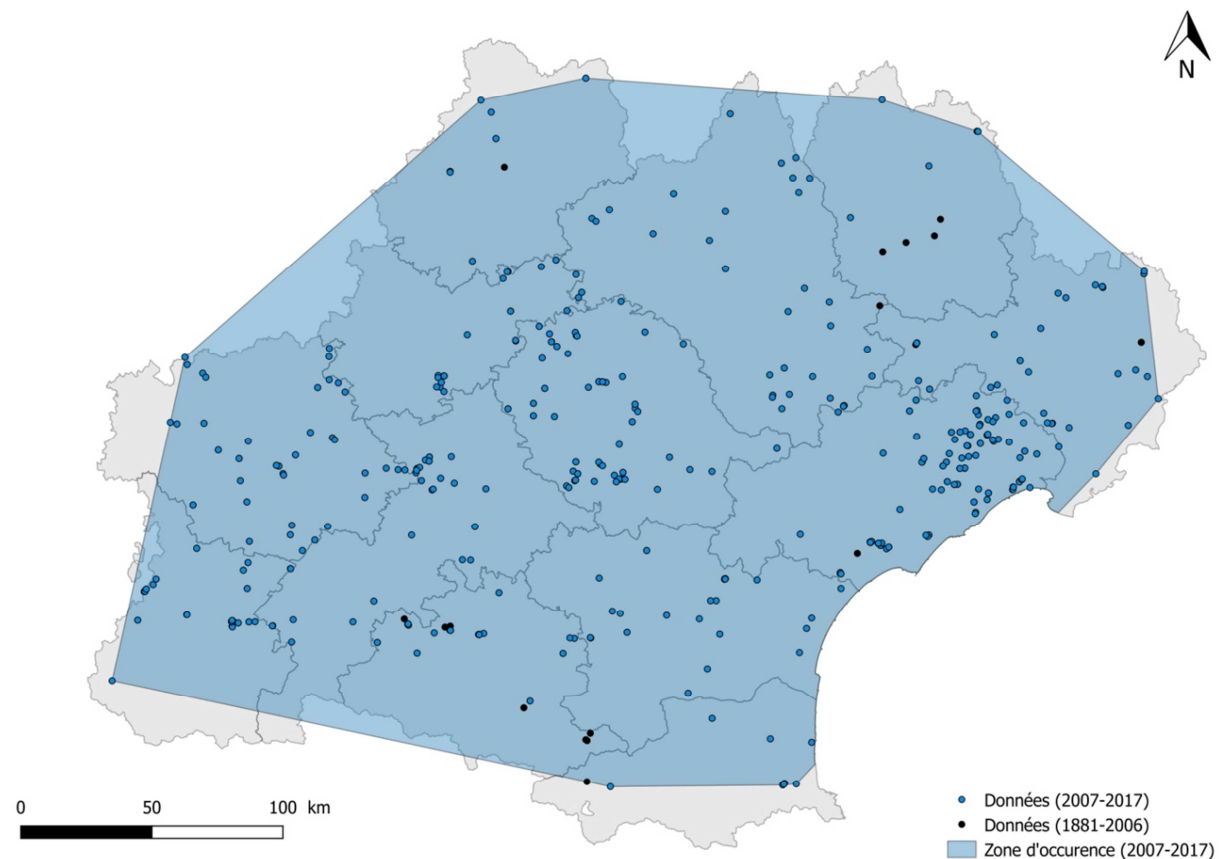 N
0 50 100 km
Données (2007-2017)
Données (1881-2006)
Zone d'occurence (2007-2017)